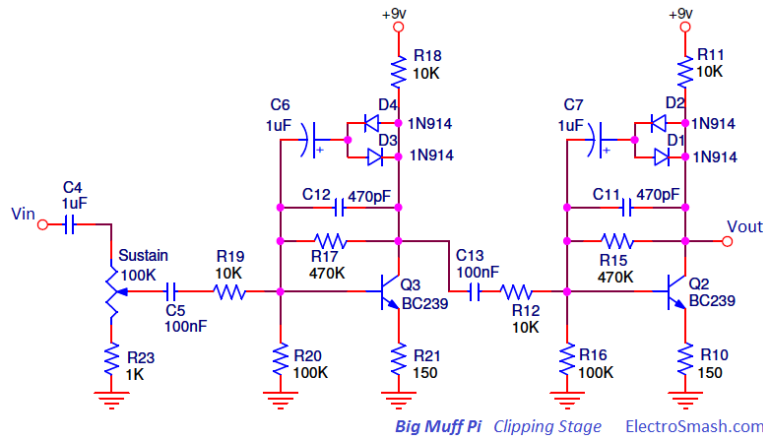 +9v
+9v
R18
10K
R11
10K
C6
1uF
D4
1N914
D3
1N914
C7
1uF
D2
1N914
D1
1N914
C4
1uF
Vin
C12
470pF
C11
470pF
Vout
Sustain
100K
R19
10K
R17
470K
C13
100nF
R15
470K
C5
100nF
Q3
BC239
R12
10K
Q2
BC239
R23
1K
R20
100K
R21
150
R16
100K
R10
150
Big Muff Pi Clipping Stage ElectroSmash.com